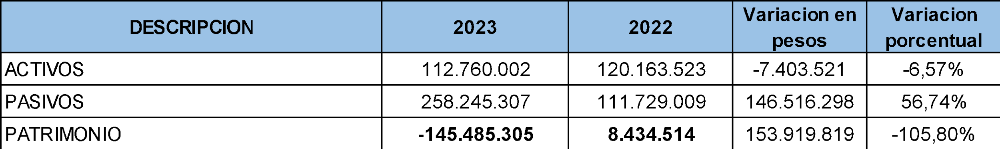 DESCRIPCION 2023 2022 Variacion en pesos Variacion porcentual
ACTIVOS 112.760.002 120.163.523 -7.403.521 -6,57%
PASIVOS 258.245.307 111.729.009 146.516.298 56,74%
PATRIMONIO -145.485.305 8.434.514 153.919.819 -105,80%